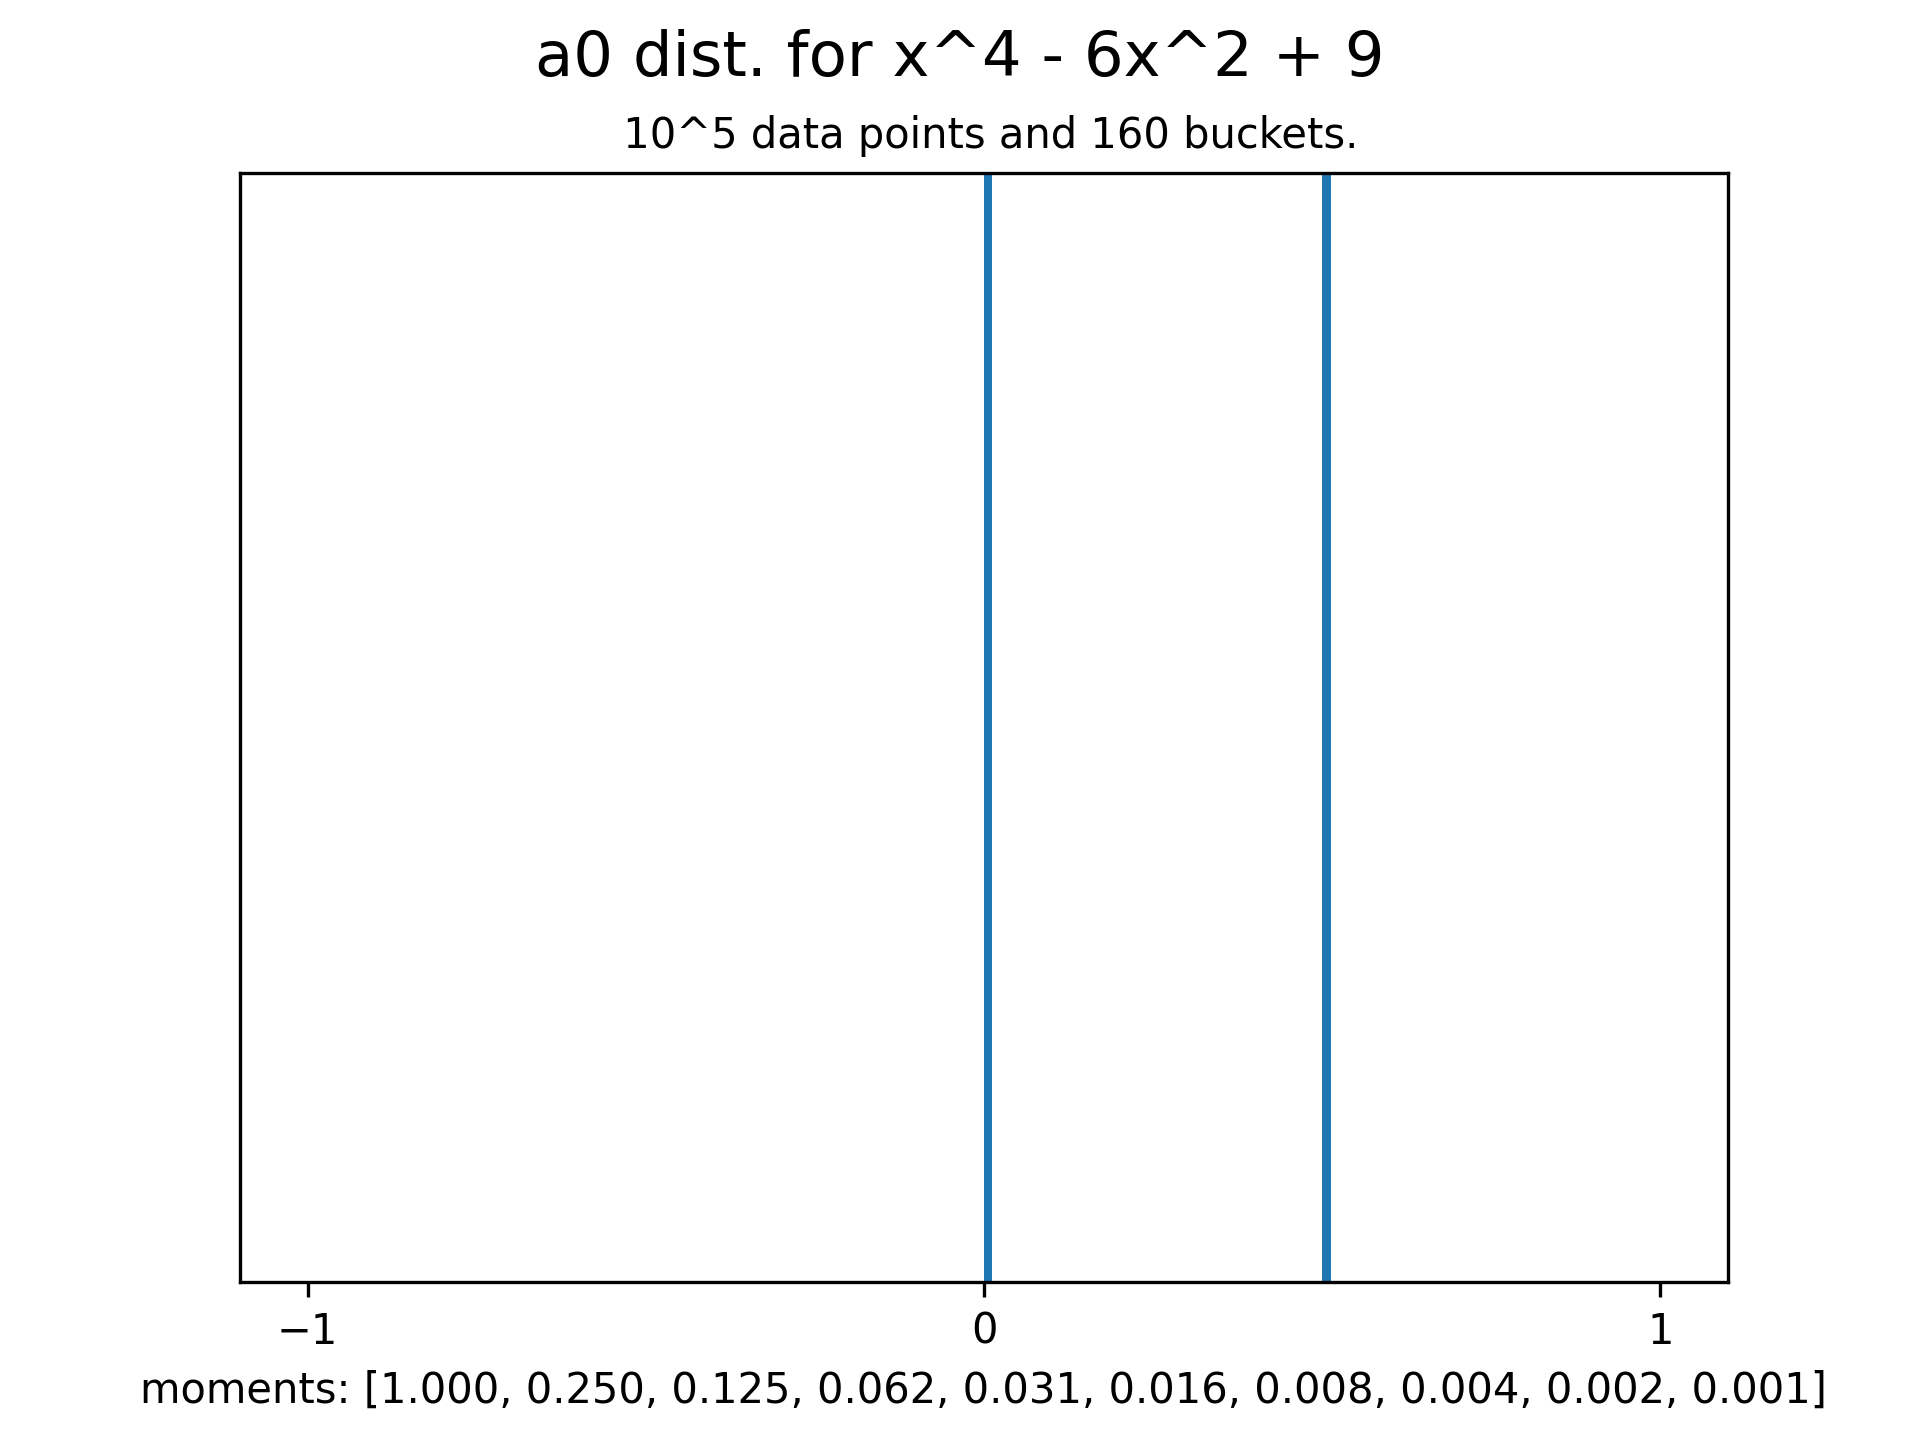 a0 dist. for x^4 - 6x^2 + 9
10^5 data points and 160 buckets.
−1 0 1
moments: [1.000, 0.250, 0.125, 0.062, 0.031, 0.016, 0.008, 0.004, 0.002, 0.001]